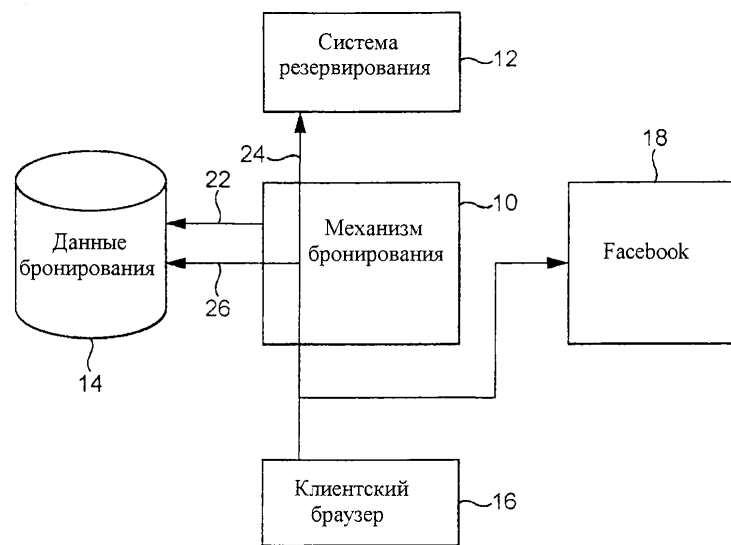 Система
резервирования
12
24
18
22
10
Механизм
бронирования
Данные
бронирования
Facebook
26
14
Клиентский
браузер
16